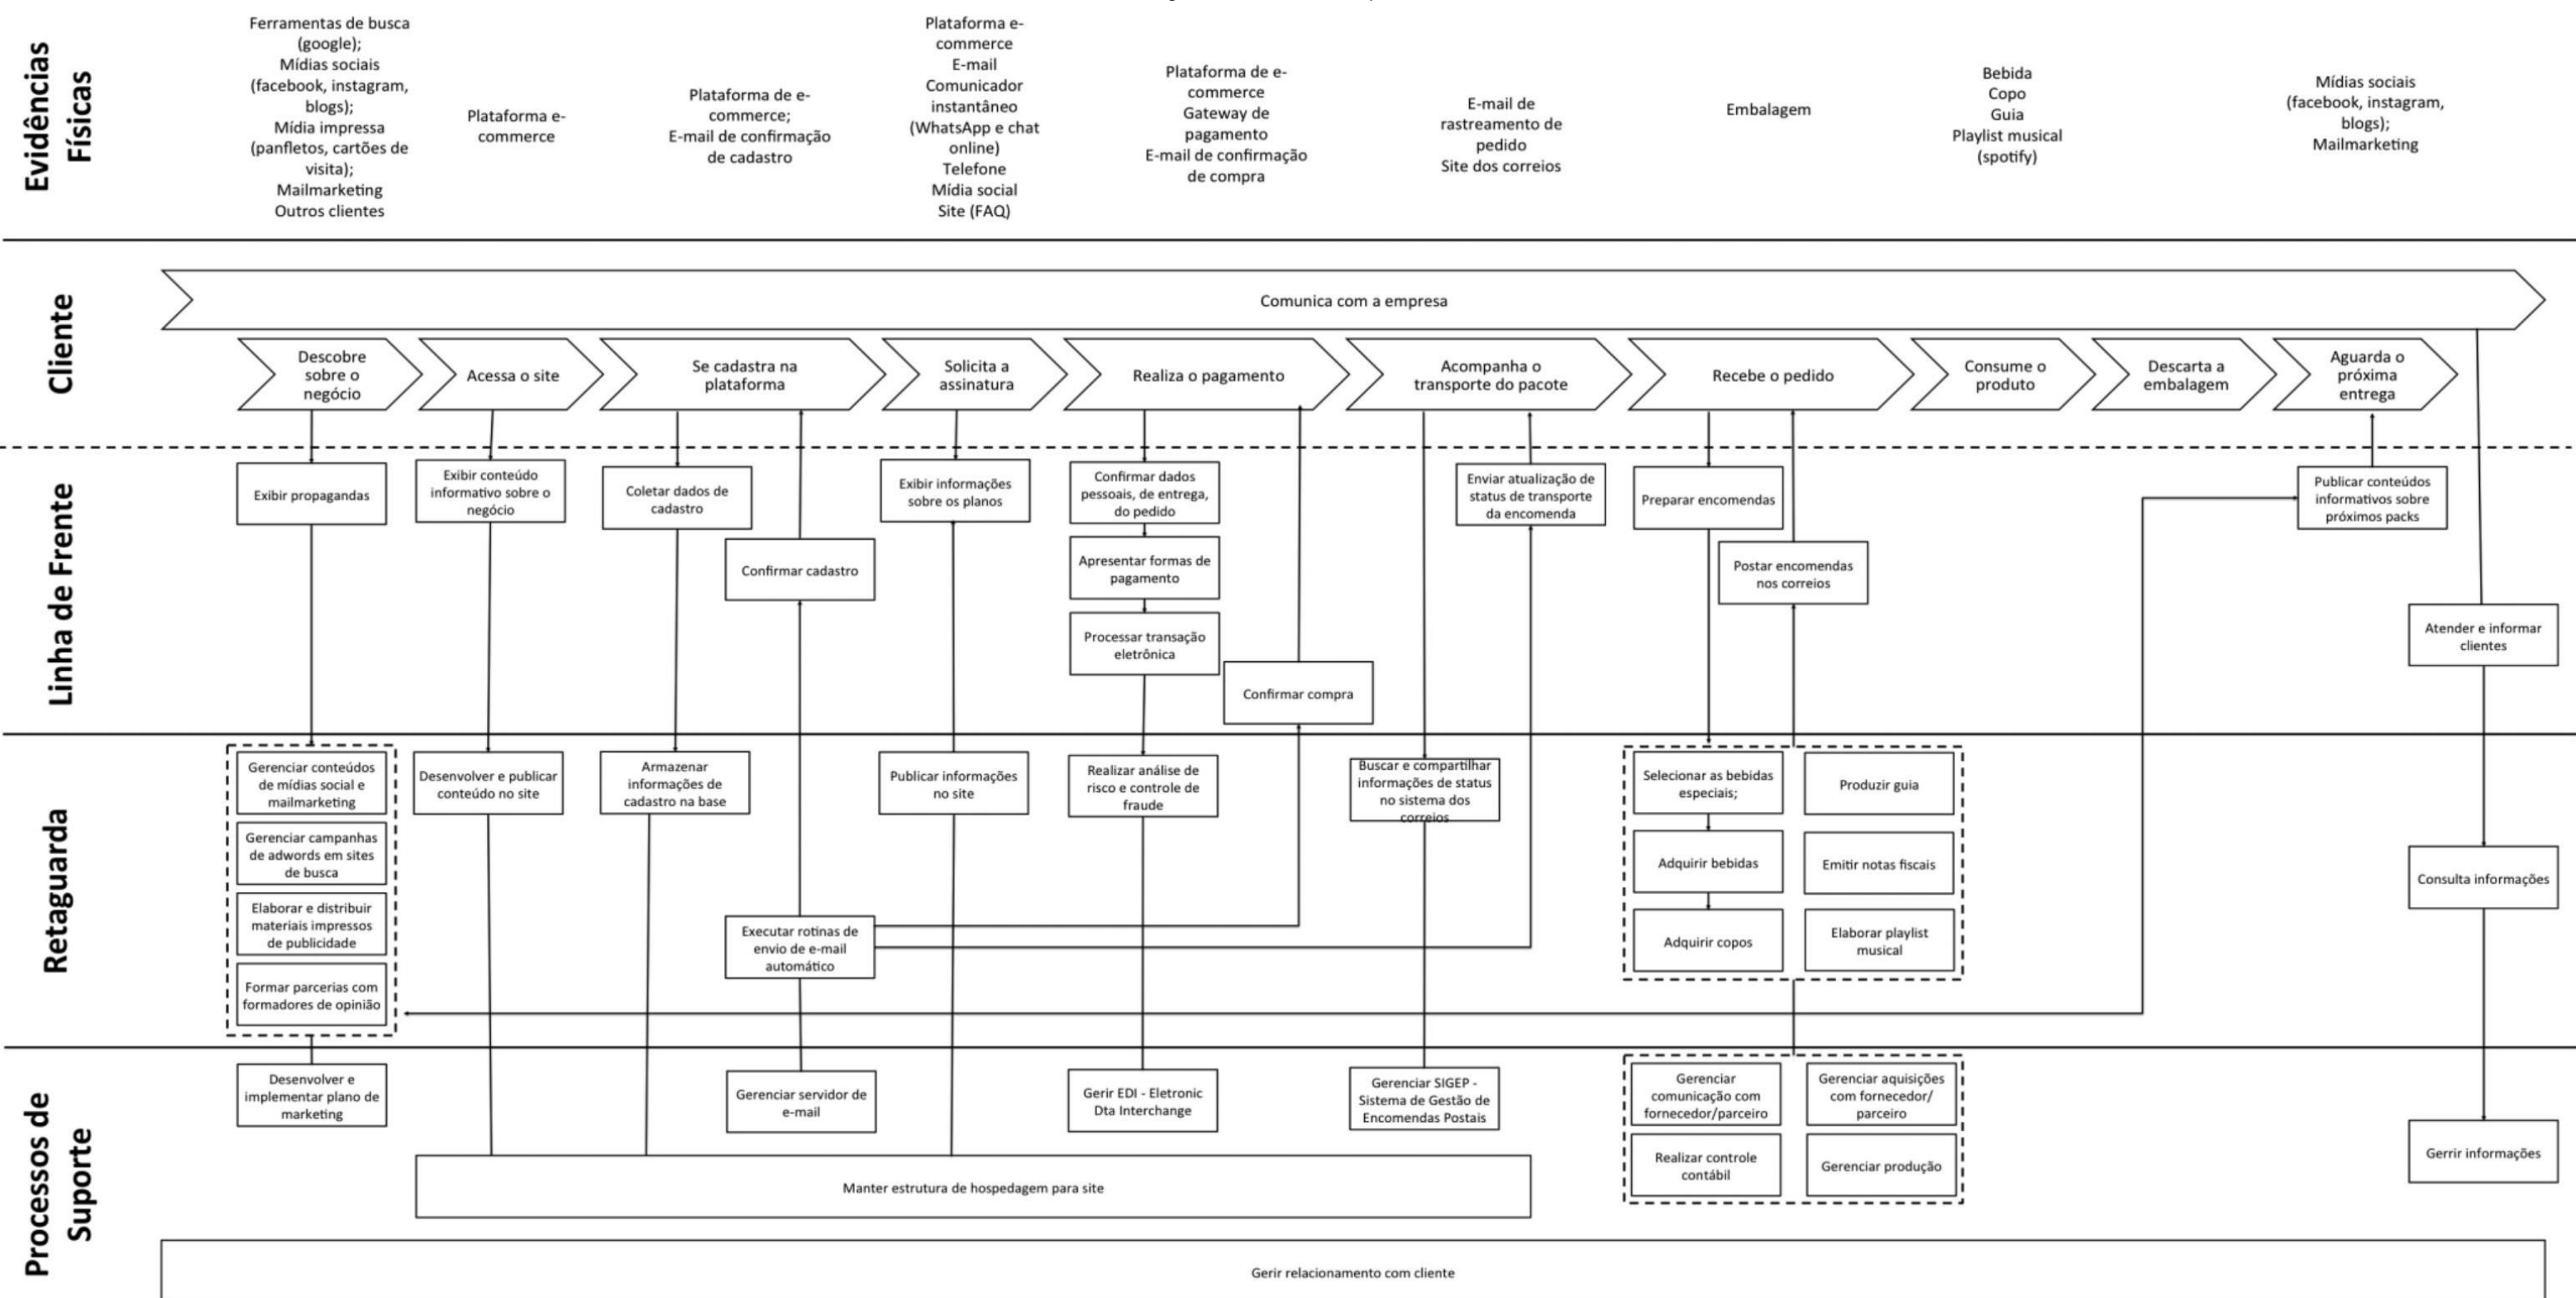 Evidências
Físicas
Ferramentas de busca
(google);
Mídias sociais
(facebook, instagram,
blogs);
Mídia impressa
(panfletos, cartões de
visita);
Mailmarketing
Outros clientes
Plataforma e-
commerce
Plataforma de e-
commerce;
E-mail de confirmação
de cadastro
Plataforma e-
commerce
E-mail
Comunicador
instantâneo
(WhatsApp e chat
online)
Telefone
Mídia social
Site (FAQ)
Plataforma de e-
commerce
Gateway de
pagamento
E-mail de confirmação
de compra
E-mail de
rastreamento de
pedido
Site dos correios
Embalagem
Bebida
Copo
Guia
Playlist musical
(spotify)
Mídias sociais
(facebook, instagram,
blogs);
Mailmarketing
Cliente
Comunica com a empresa
Descobre
sobre o
negócio
Acessa o site
Se cadastra na
plataforma
Solicita a
assinatura
Realiza o pagamento
Acompanha o
transporte do pacote
Recebe o pedido
Consume o
produto
Descarta a
embalagem
Aguarda o
próxima
entrega
Linha de Frente
Exibir propagandas
Exibir conteúdo
informativo sobre o
negócio
Coletar dados de
cadastro
Confirmar cadastro
Exibir informações
sobre os planos
Confirmar dados
pessoais, de entrega,
do pedido
Apresentar formas de
pagamento
Processar transação
eletrônica
Confirmar compra
Enviar atualização de
status de transporte
da encomenda
Preparar encomendas
Postar encomendas
nos correios
Publicar conteúdos
informativos sobre
próximos packs
Atender e informar
clientes
Retaguarda
Gerenciar conteúdos
de mídias social e
mailmarketing
Gerenciar campanhas
de adwords em sites
de busca
Elaborar e distribuir
materiais impressos
de publicidade
Formar parcerias com
formadores de opinião
Desenvolver e publicar
conteúdo no site
Armazenar
informações de
cadastro na base
Executar rotinas de
envio de e-mail
automático
Publicar informações
no site
Realizar análise de
risco e controle de
fraude
Buscar e compartilhar
informações de status
no sistema dos
correios
Selecionar as bebidas
especiais;
Adquirir bebidas
Adquirir copos
Produzir guia
Emitir notas fiscais
Elaborar playlist
musical
Consulta informações
Processos de
Suporte
Desenvolver e
implementar plano de
marketing
Gerenciar servidor de
e-mail
Gerir EDI - Eletronic
Dta Interchange
Gerenciar SIGEP -
Sistema de Gestão de
Encomendas Postais
Gerenciar
comunicação com
fornecedor/parceiro
Gerenciar aquisições
com fornecedor/
parceiro
Realizar controle
contábil
Gerenciar produção
Gerrir informações
Manter estrutura de hospedagem para site
Gerir relacionamento com cliente